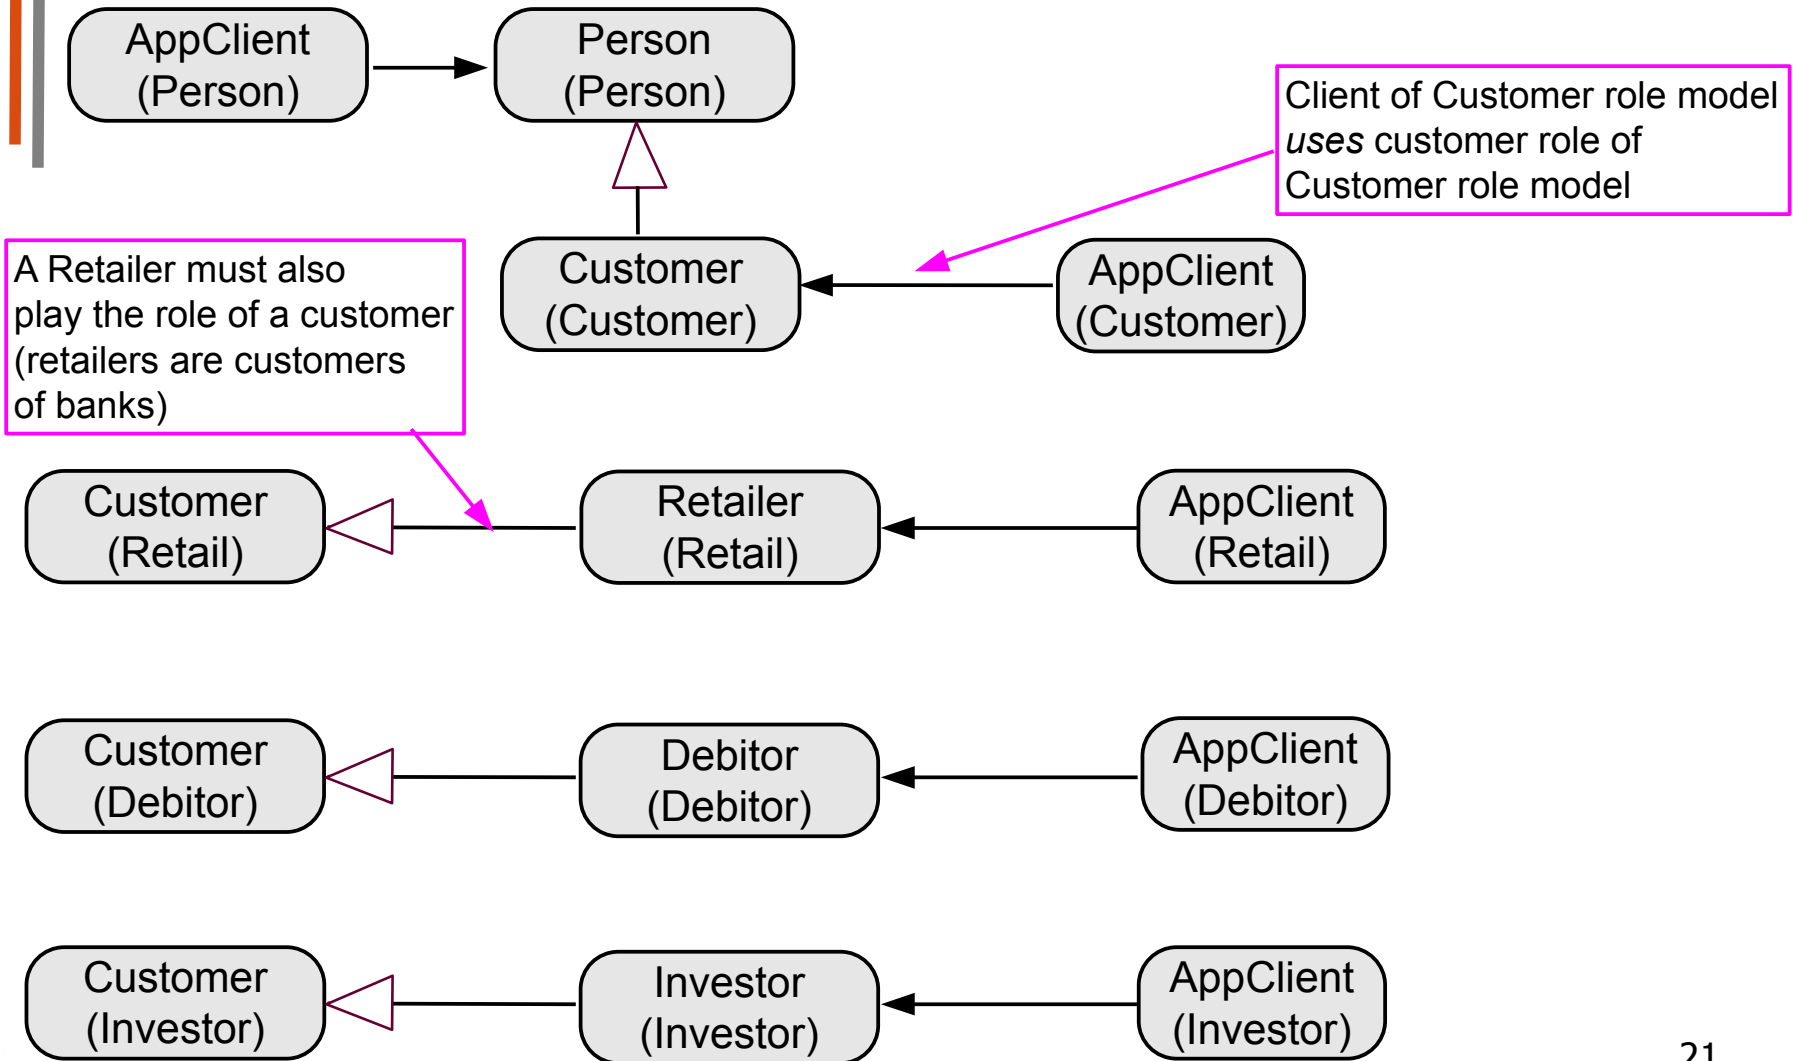 AppClient
(Person)
Person
(Person)
Client of Customer role model
uses customer role of
Customer role model
A Retailer must also
play the role of a customer
(retailers are customers
of banks)
Customer
(Customer)
AppClient
(Customer)
Customer
(Retail)
Retailer
(Retail)
AppClient
(Retail)
Customer
(Debitor)
Debitor
(Debitor)
AppClient
(Debitor)
Customer
(Investor)
Investor
(Investor)
AppClient
(Investor)
21